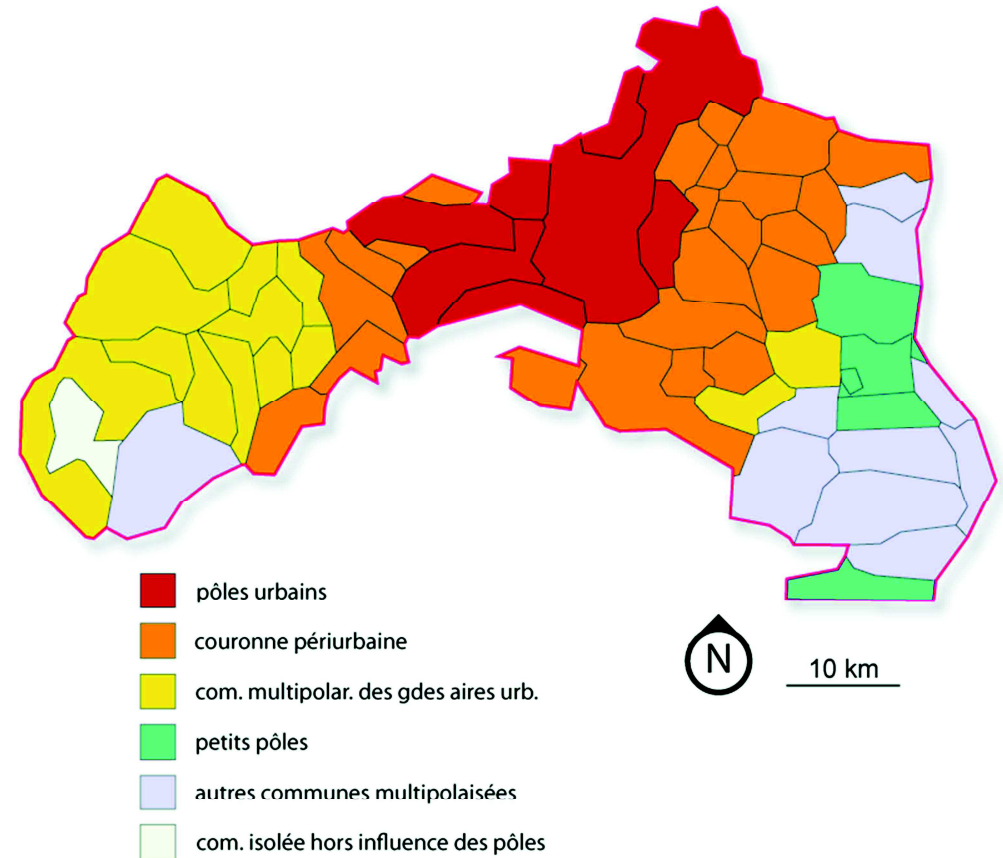 pôles urbains
couronne périurbaine
N
10 km
com. multipolar. des gdes aires urb.
petits pôles
autres communes multipolaisées
com. isolée hors influence des pôles